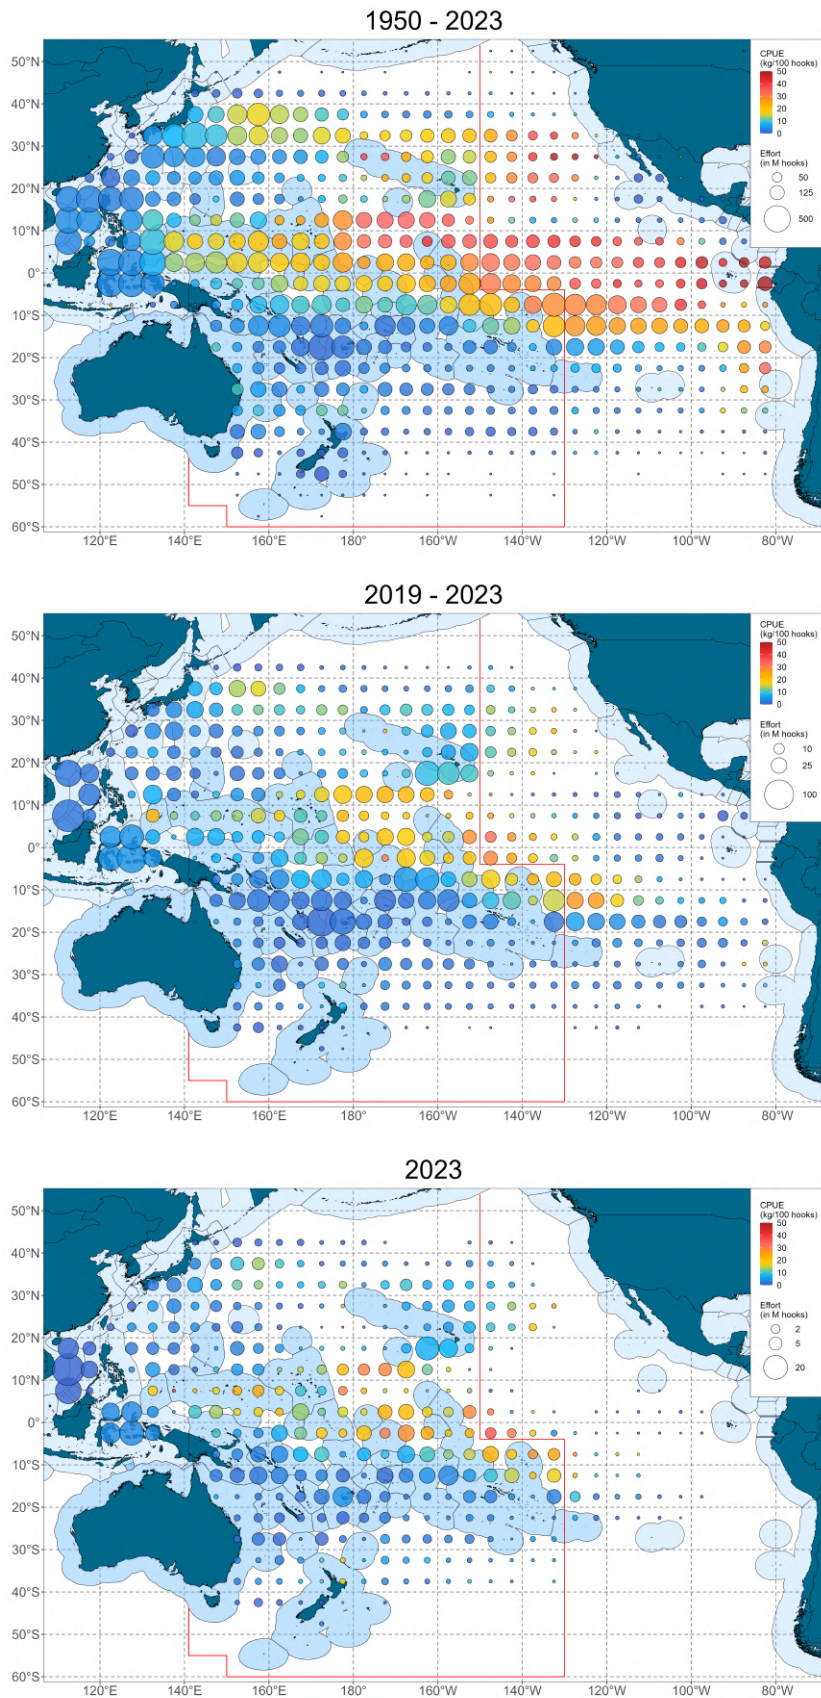 1950 - 2023
50°N
40°N
30°N
20°N
10°N
0°
10°S
20°S
30°S
40°S
50°S
60°S
120°E
140°E
160°E
180°
160°W
140°W
120°W
100°W
80°W
CPUE
(kg/100 hooks)
50
40
30
20
10
0
Effort
(in M hooks)
50
125
500
2019 - 2023
50°N
40°N
30°N
20°N
10°N
0°
10°S
20°S
30°S
40°S
50°S
60°S
120°E
140°E
160°E
180°
160°W
140°W
120°W
100°W
80°W
CPUE
(kg/100 hooks)
50
40
30
20
10
0
Effort
(in M hooks)
10
25
100
2023
50°N
40°N
30°N
20°N
10°N
0°
10°S
20°S
30°S
40°S
50°S
60°S
120°E
140°E
160°E
180°
160°W
140°W
120°W
100°W
80°W
CPUE
(kg/100 hooks)
50
40
30
20
10
0
Effort
(in M hooks)
2
5
20